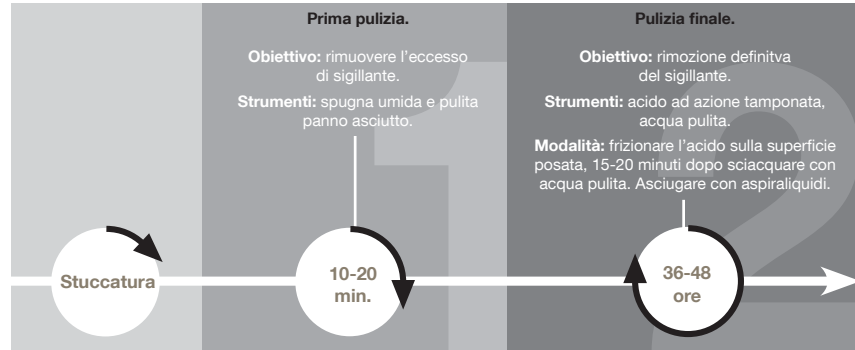 Prima pulizia.
Obiettivo: rimuovere l'eccesso
di sigillante.
Strumenti: spugna umida e pulita
panno asciutto.
1
Pulizia finale.
Obiettivo: rimozione definitva
del sigillante.
Strumenti: acido ad azione tamponata,
acqua pulita.
Modalità: frizionare l'acido sulla superficie
posata, 15-20 minuti dopo sciacquare con
acqua pulita. Asciugare con aspiraliquidi.
2
Stuccatura
10-20
min.
36-48
ore